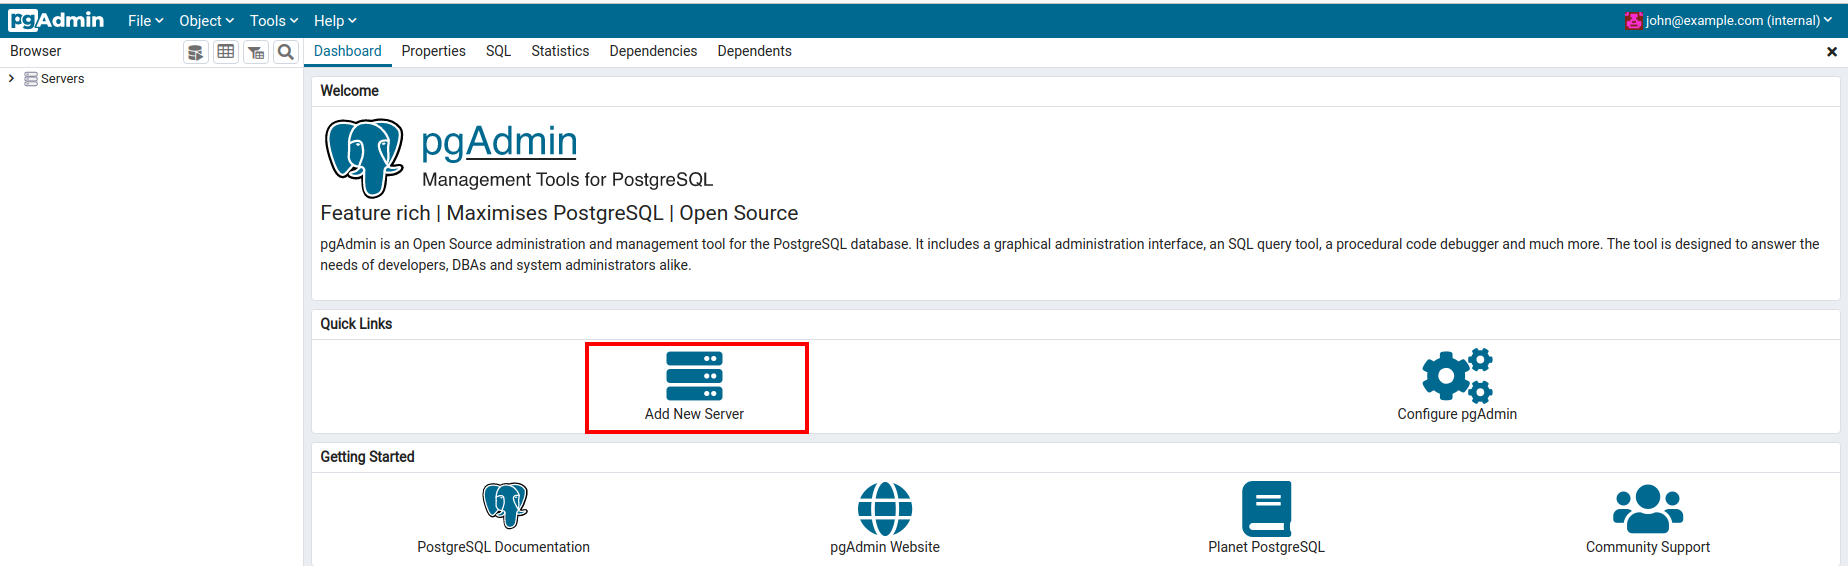 pgAdmin File Object Tools Help john@example.com (internal)
Browser Dashboard Properties SQL Statistics Dependencies Dependents
Servers
Welcome
pgAdmin
Management Tools for PostgreSQL
Feature rich | Maximises PostgreSQL | Open Source
pgAdmin is an Open Source administration and management tool for the PostgreSQL database. It includes a graphical administration interface, an SQL query tool, a procedural code debugger and much more. The tool is designed to answer the
needs of developers, DBAs and system administrators alike.
Quick Links
Add New Server Configure pgAdmin
Getting Started
PostgreSQL Documentation pgAdmin Website Planet PostgreSQL Community Support